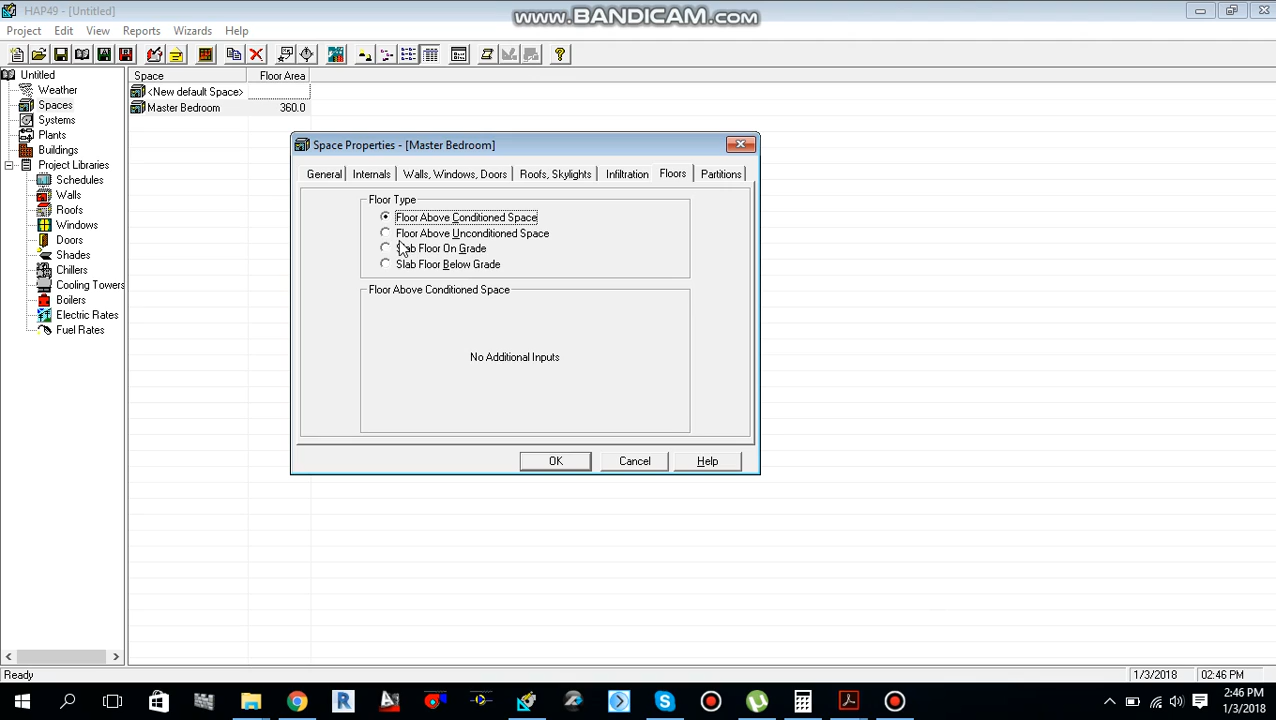 HAP49 - [Untitled]
www.BANDICAM.com
Project Edit View Reports Wizards Help
Untitled
Weather
Spaces
Systems
Plants
Buildings
Project Libraries
Schedules
Walls
Roofs
Windows
Doors
Shades
Chillers
Cooling Towers
Boilers
Electric Rates
Fuel Rates
Space Floor Area
<New default Space>
Master Bedroom 360.0
Space Properties - [Master Bedroom]
General Internals Walls, Windows, Doors Roofs, Skylights Infiltration Floors Partitions
Floor Type
Floor Above Conditioned Space
Floor Above Unconditioned Space
Slab Floor On Grade
Slab Floor Below Grade
Floor Above Conditioned Space
No Additional Inputs
OK Cancel Help
Ready 1/3/2018 02:46 PM
2:46 PM
1/3/2018